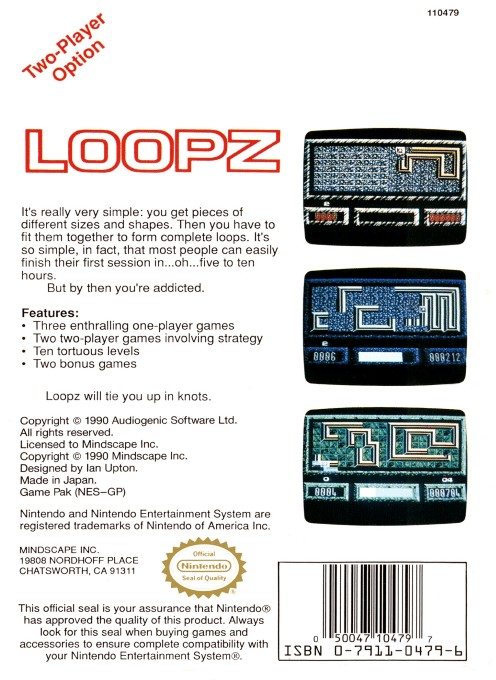 110479
Two-Player
Option
LOOPZ
It's really very simple: you get pieces of
different sizes and shapes. Then you have to
fit them together to form complete loops. It's
so simple, in fact, that most people can easily
finish their first session in...oh...five to ten
hours.
But by then you're addicted.
Features:
• Three enthralling one-player games
• Two two-player games involving strategy
• Ten tortuous levels
• Two bonus games
Loopz will tie you up in knots.
Copyright © 1990 Audiogenic Software Ltd.
All rights reserved.
Licensed to Mindscape Inc.
Copyright © 1990 Mindscape Inc.
Designed by Ian Upton.
Made in Japan.
Game Pak (NES–GP)
Nintendo and Nintendo Entertainment System are
registered trademarks of Nintendo of America Inc.
MINDSCAPE INC.
19808 NORDHOFF PLACE
CHATSWORTH, CA 91311
Official
Nintendo
Seal of Quality
This official seal is your assurance that Nintendo®
has approved the quality of this product. Always
look for this seal when buying games and
accessories to ensure complete compatibility with
your Nintendo Entertainment System®.
2
0006
000212
0
04
0004
000704
0 50047 10479 7
ISBN 0-7911-0479-6